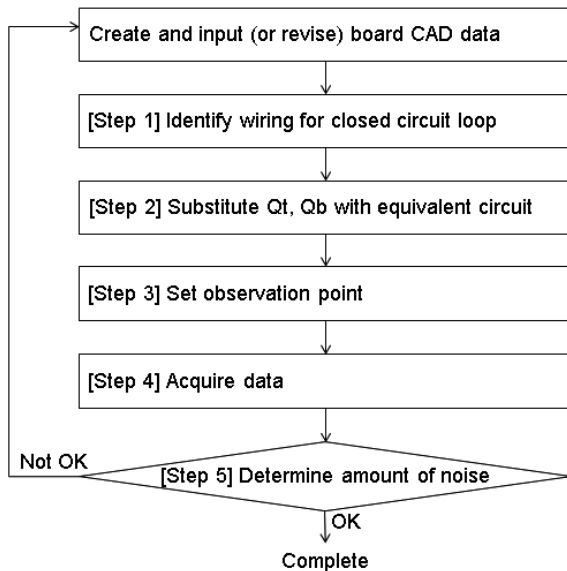 Create and input (or revise) board CAD data
[Step 1] Identify wiring for closed circuit loop
[Step 2] Substitute Qt, Qb with equivalent circuit
[Step 3] Set observation point
[Step 4] Acquire data
Not OK
[Step 5] Determine amount of noise
OK
Complete